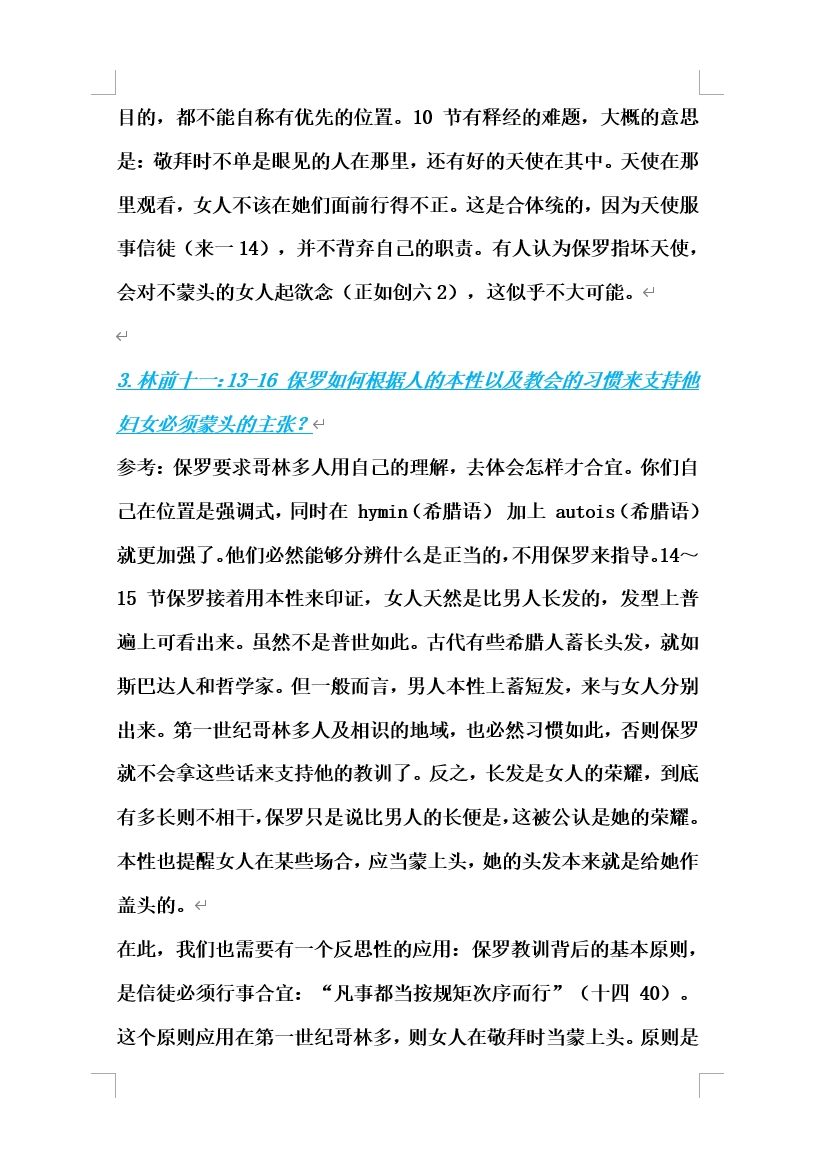 目的，都不能自称有优先的位置。10 节有释经的难题，大概的意思
是：敬拜时不单是眼见的人在那里，还有好的天使在其中。天使在那
里观看，女人不该在她们面前行得不正。这是合体统的，因为天使服
事信徒（来一 14），并不背弃自己的职责。有人认为保罗指坏天使，
会对不蒙头的女人起欲念（正如创六 2），这似乎不大可能。
3.林前十一：13-16 保罗如何根据人的本性以及教会的习惯来支持他
妇女必须蒙头的主张？
参考：保罗要求哥林多人用自己的理解，去体会怎样才合宜。你们自
己在位置是强调式，同时在 hymin（希腊语） 加上 autois（希腊语）
就更加强了。他们必然能够分辨什么是正当的，不用保罗来指导。14～
15 节保罗接着用本性来印证，女人天然是比男人长发的，发型上普
遍上可看出来。虽然不是普世如此。古代有些希腊人蓄长头发，就如
斯巴达人和哲学家。但一般而言，男人本性上蓄短发，来与女人分别
出来。第一世纪哥林多人及相识的地域，也必然习惯如此，否则保罗
就不会拿这些话来支持他的教训了。反之，长发是女人的荣耀，到底
有多长则不相干，保罗只是说比男人的长便是，这被公认是她的荣耀。
本性也提醒女人在某些场合，应当蒙上头，她的头发本来就是给她作
盖头的。
在此，我们也需要有一个反思性的应用：保罗教训背后的基本原则，
是信徒必须行事合宜：“凡事都当按规矩次序而行”（十四 40）。
这个原则应用在第一世纪哥林多，则女人在敬拜时当蒙上头。原则是